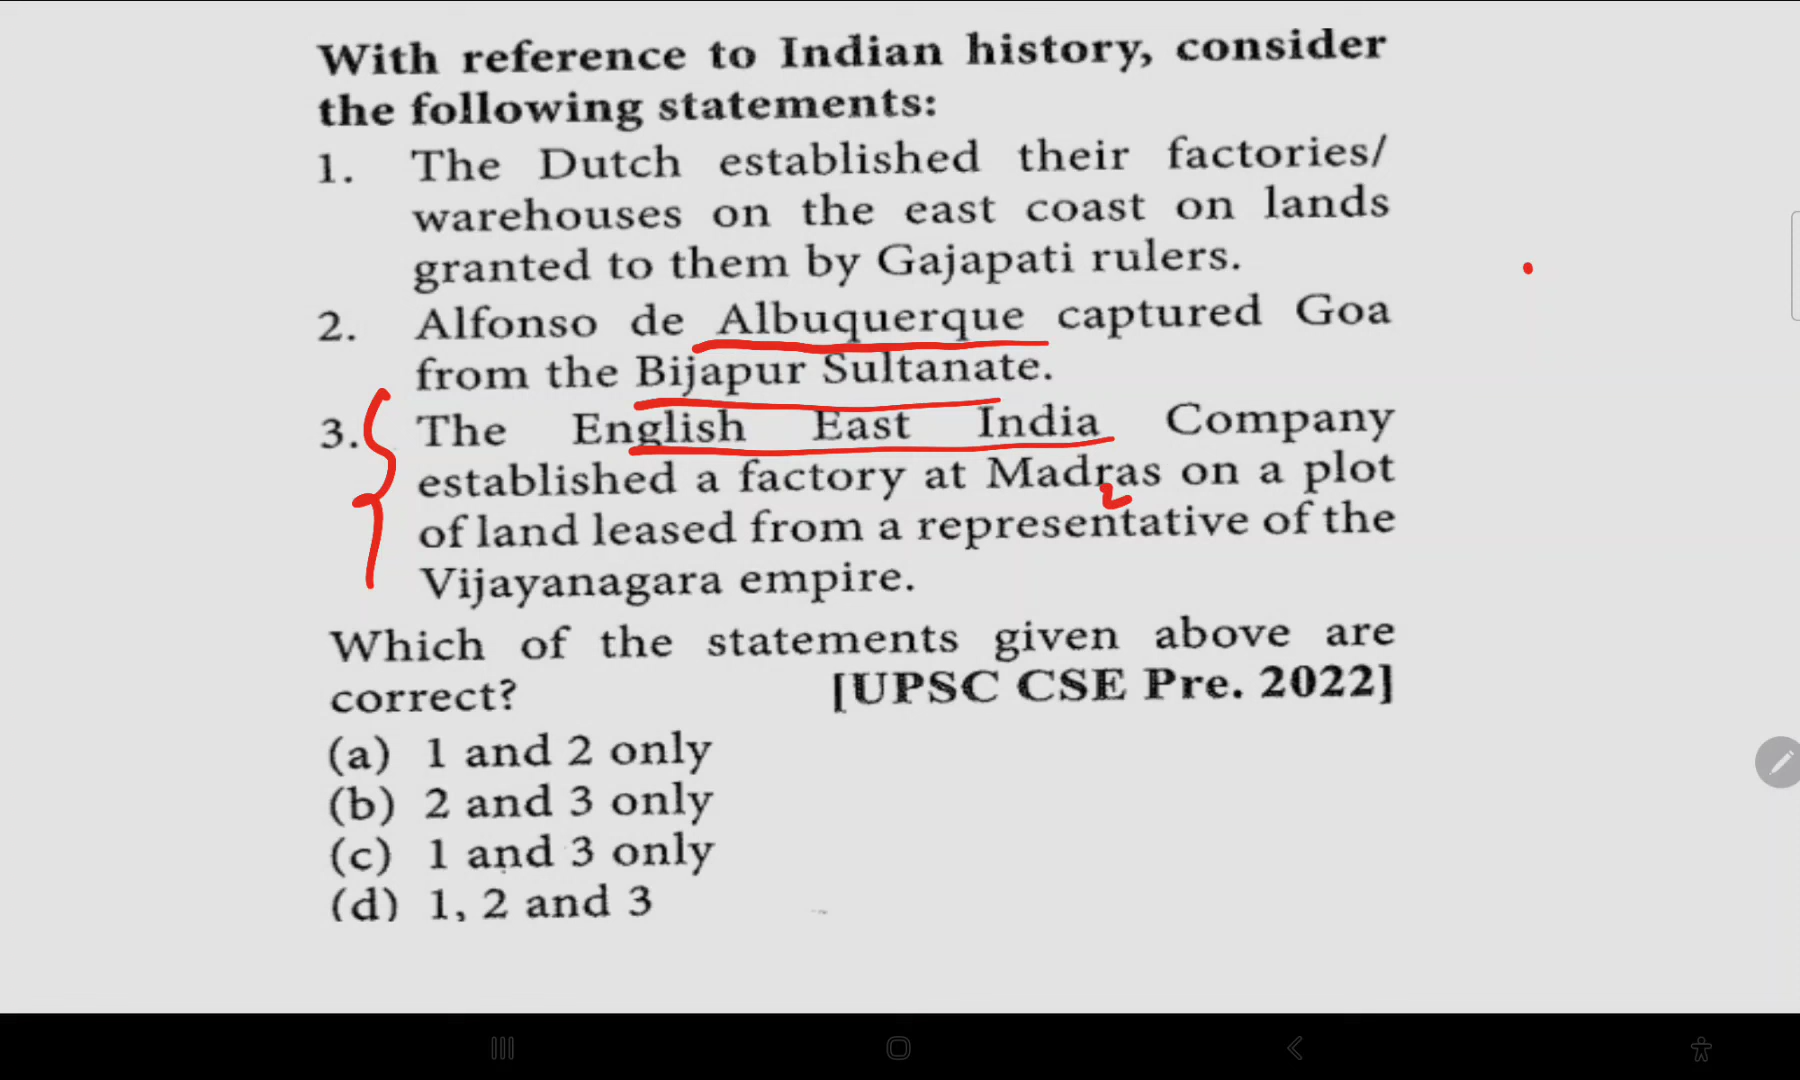 With reference to Indian history, consider
the following statements:
1. The Dutch established their factories/
warehouses on the east coast on lands
granted to them by Gajapati rulers.
2. Alfonso de Albuquerque captured Goa
from the Bijapur Sultanate.
3. The English East India Company
established a factory at Madras on a plot
of land leased from a representative of the
Vijayanagara empire.
Which of the statements given above are
correct? [UPSC CSE Pre. 2022]
(a) 1 and 2 only
(b) 2 and 3 only
(c) 1 and 3 only
(d) 1, 2 and 3